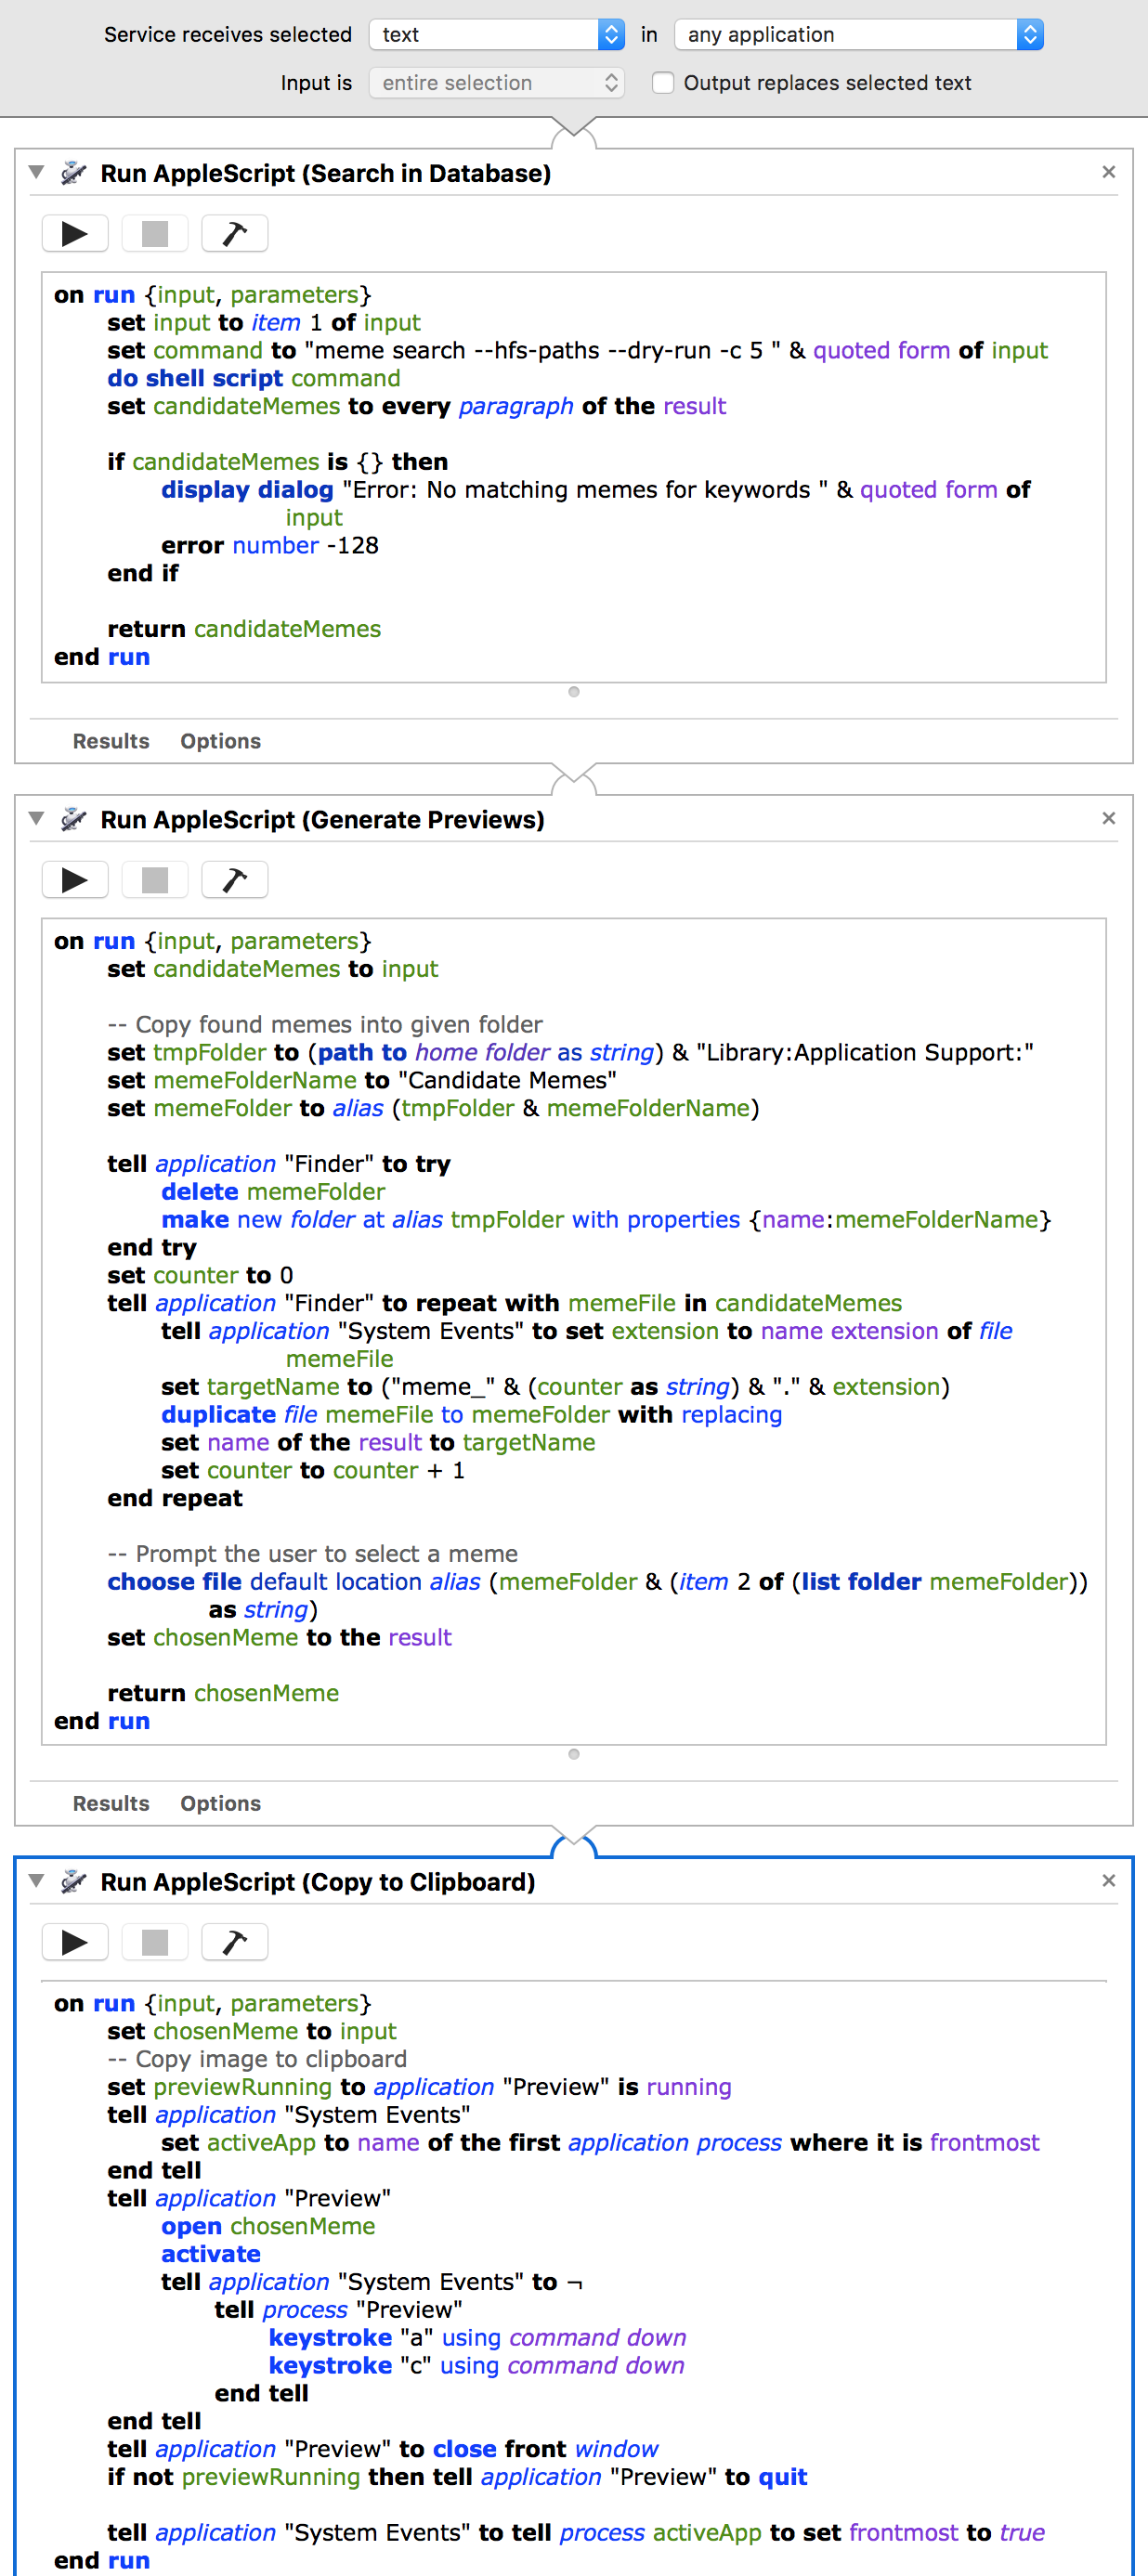 Service receives selected text in any application
Input is entire selection Output replaces selected text
Run AppleScript (Search in Database)
on run {input, parameters}
set input to item 1 of input
set command to "meme search --hfs-paths --dry-run -c 5 " & quoted form of input
do shell script command
set candidateMemes to every paragraph of the result
if candidateMemes is {} then
display dialog "Error: No matching memes for keywords " & quoted form of
input
error number -128
end if
return candidateMemes
end run
Results Options
Run AppleScript (Generate Previews)
on run {input, parameters}
set candidateMemes to input
-- Copy found memes into given folder
set tmpFolder to (path to home folder as string) & "Library:Application Support:"
set memeFolderName to "Candidate Memes"
set memeFolder to alias (tmpFolder & memeFolderName)
tell application "Finder" to try
delete memeFolder
make new folder at alias tmpFolder with properties {name:memeFolderName}
end try
set counter to 0
tell application "Finder" to repeat with memeFile in candidateMemes
tell application "System Events" to set extension to name extension of file
memeFile
set targetName to ("meme_" & (counter as string) & "." & extension)
duplicate file memeFile to memeFolder with replacing
set name of the result to targetName
set counter to counter + 1
end repeat
-- Prompt the user to select a meme
choose file default location alias (memeFolder & (item 2 of (list folder memeFolder))
as string)
set chosenMeme to the result
return chosenMeme
end run
Results Options
Run AppleScript (Copy to Clipboard)
on run {input, parameters}
set chosenMeme to input
-- Copy image to clipboard
set previewRunning to application "Preview" is running
tell application "System Events"
set activeApp to name of the first application process where it is frontmost
end tell
tell application "Preview"
open chosenMeme
activate
tell application "System Events" to ¬
tell process "Preview"
keystroke "a" using command down
keystroke "c" using command down
end tell
end tell
tell application "Preview" to close front window
if not previewRunning then tell application "Preview" to quit
tell application "System Events" to tell process activeApp to set frontmost to true
end run